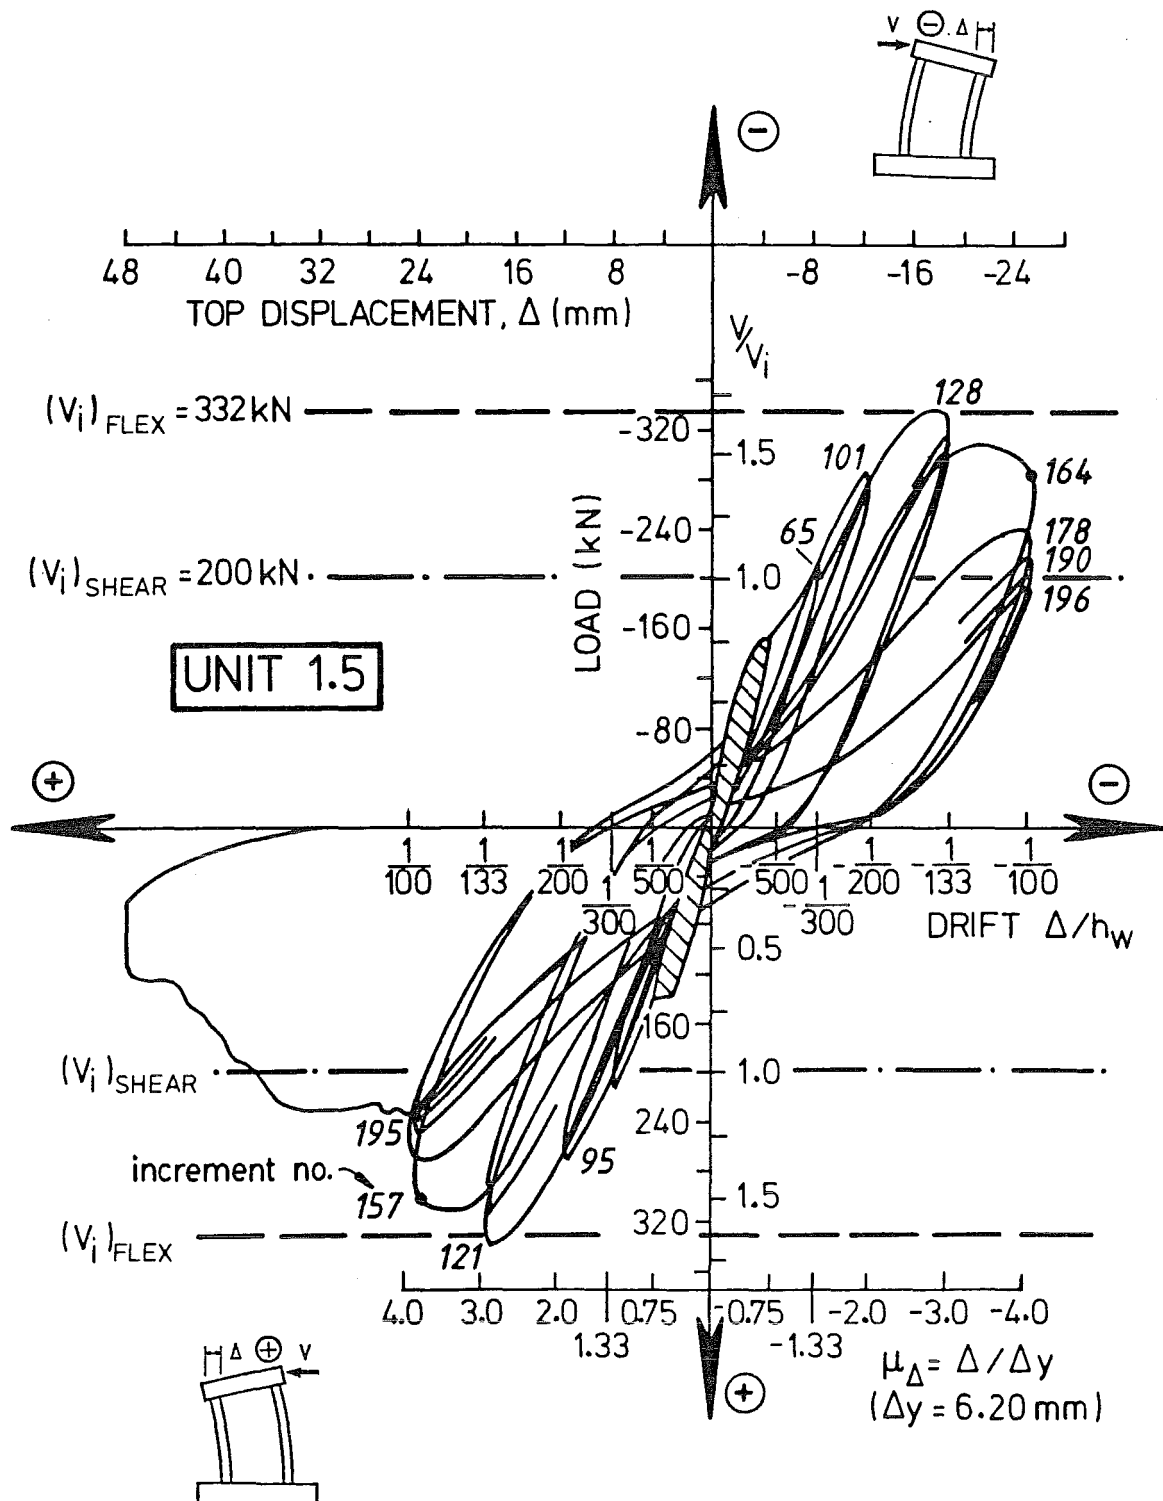 V ⊖ Δ
⊖
48 40 32 24 16 8 -8 -16 -24
TOP DISPLACEMENT, Δ (mm)
V/Vi
(Vi)FLEX = 332 kN
128
-320
1.5
101
164
LOAD (kN)
65
-240
178
190
(Vi)SHEAR = 200 kN
1.0
196
-160
UNIT 1.5
-80
⊕
⊖
1/100 1/133 1/200 1/300 1/500 -1/500 -1/300 -1/200 -1/133 -1/100
DRIFT Δ/hW
0.5
160
(Vi)SHEAR
1.0
195
240
increment no.
95
157
1.5
320
(Vi)FLEX
121
4.0 3.0 2.0 1.33 0.75 -0.75 -1.33 -2.0 -3.0 -4.0
Δ ⊕ V
μΔ = Δ/Δy
⊕
(Δy = 6.20 mm)